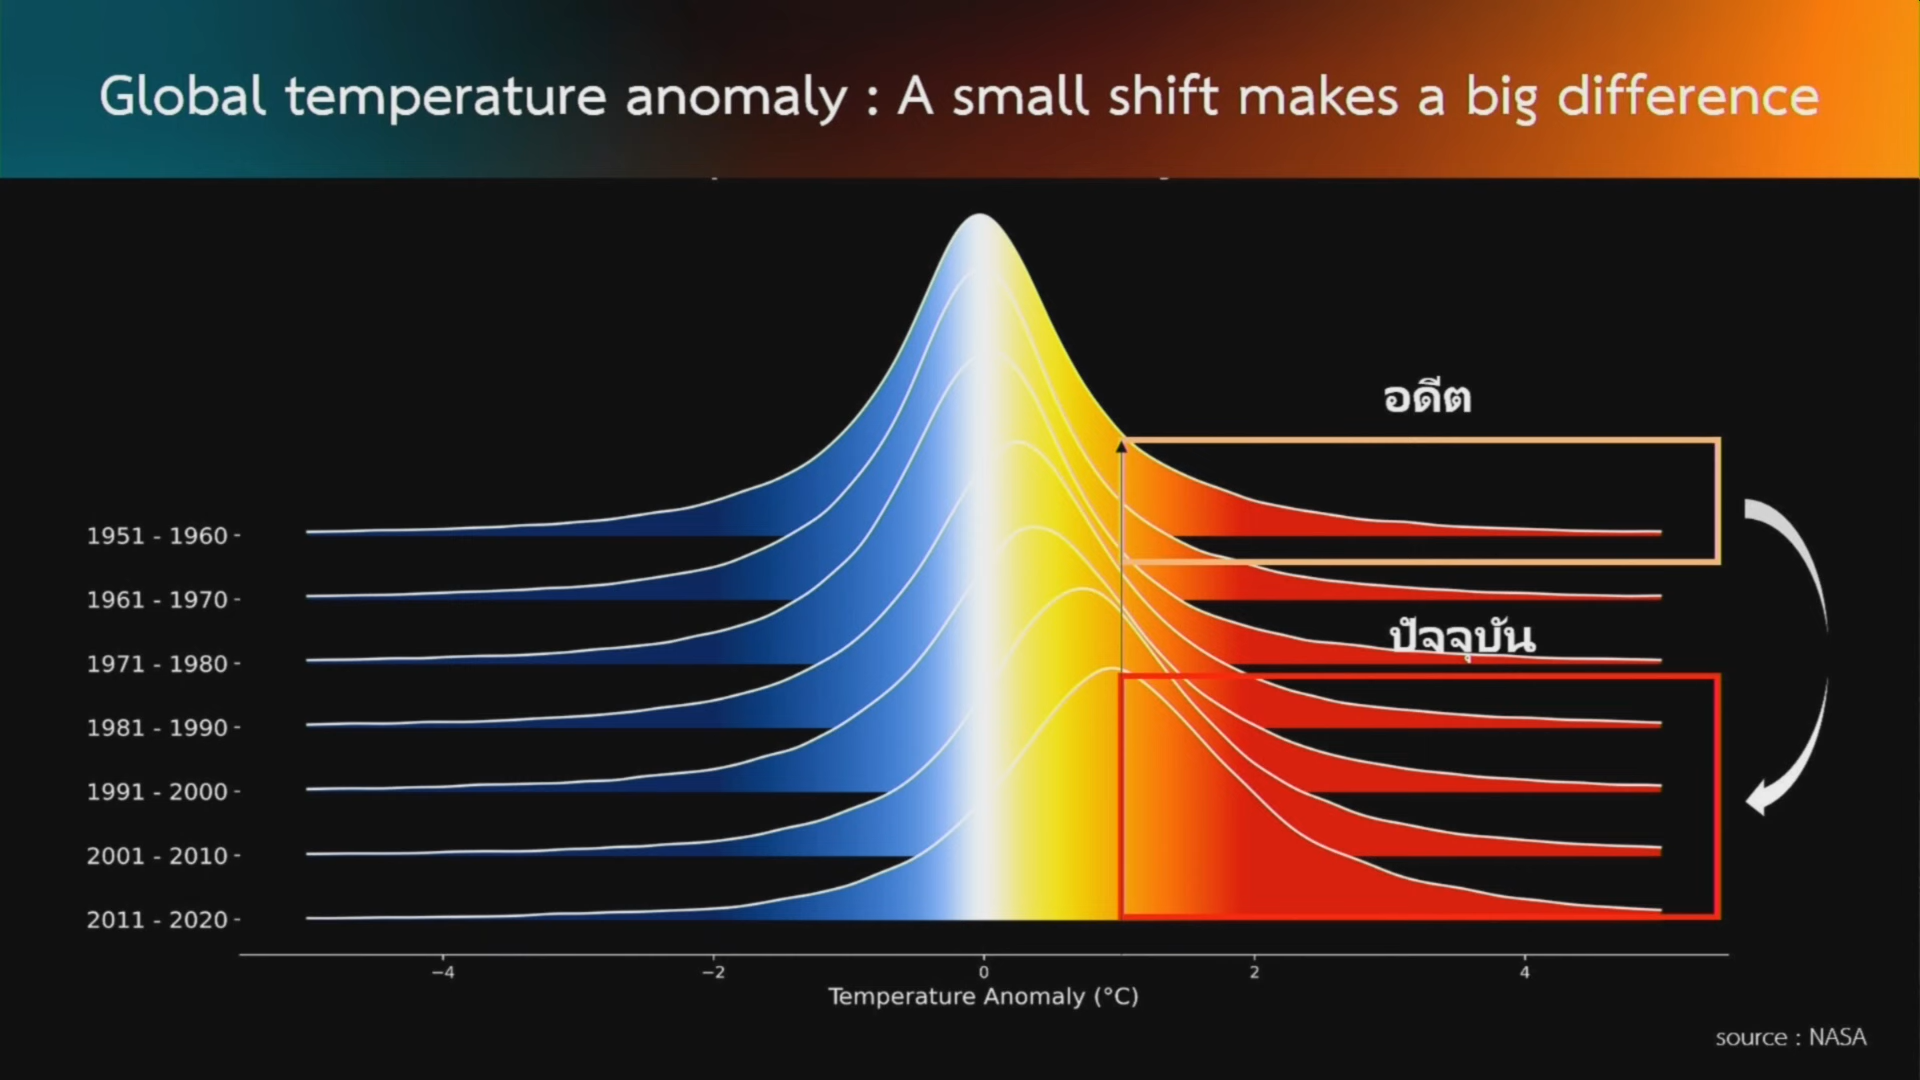 Global temperature anomaly : A small shift makes a big difference
อดีต
1951 - 1960
1961 - 1970
ปัจจุบัน
1971 - 1980
1981 - 1990
1991 - 2000
2001 - 2010
2011 - 2020
−4 −2 0 2 4
Temperature Anomaly (°C)
source : NASA